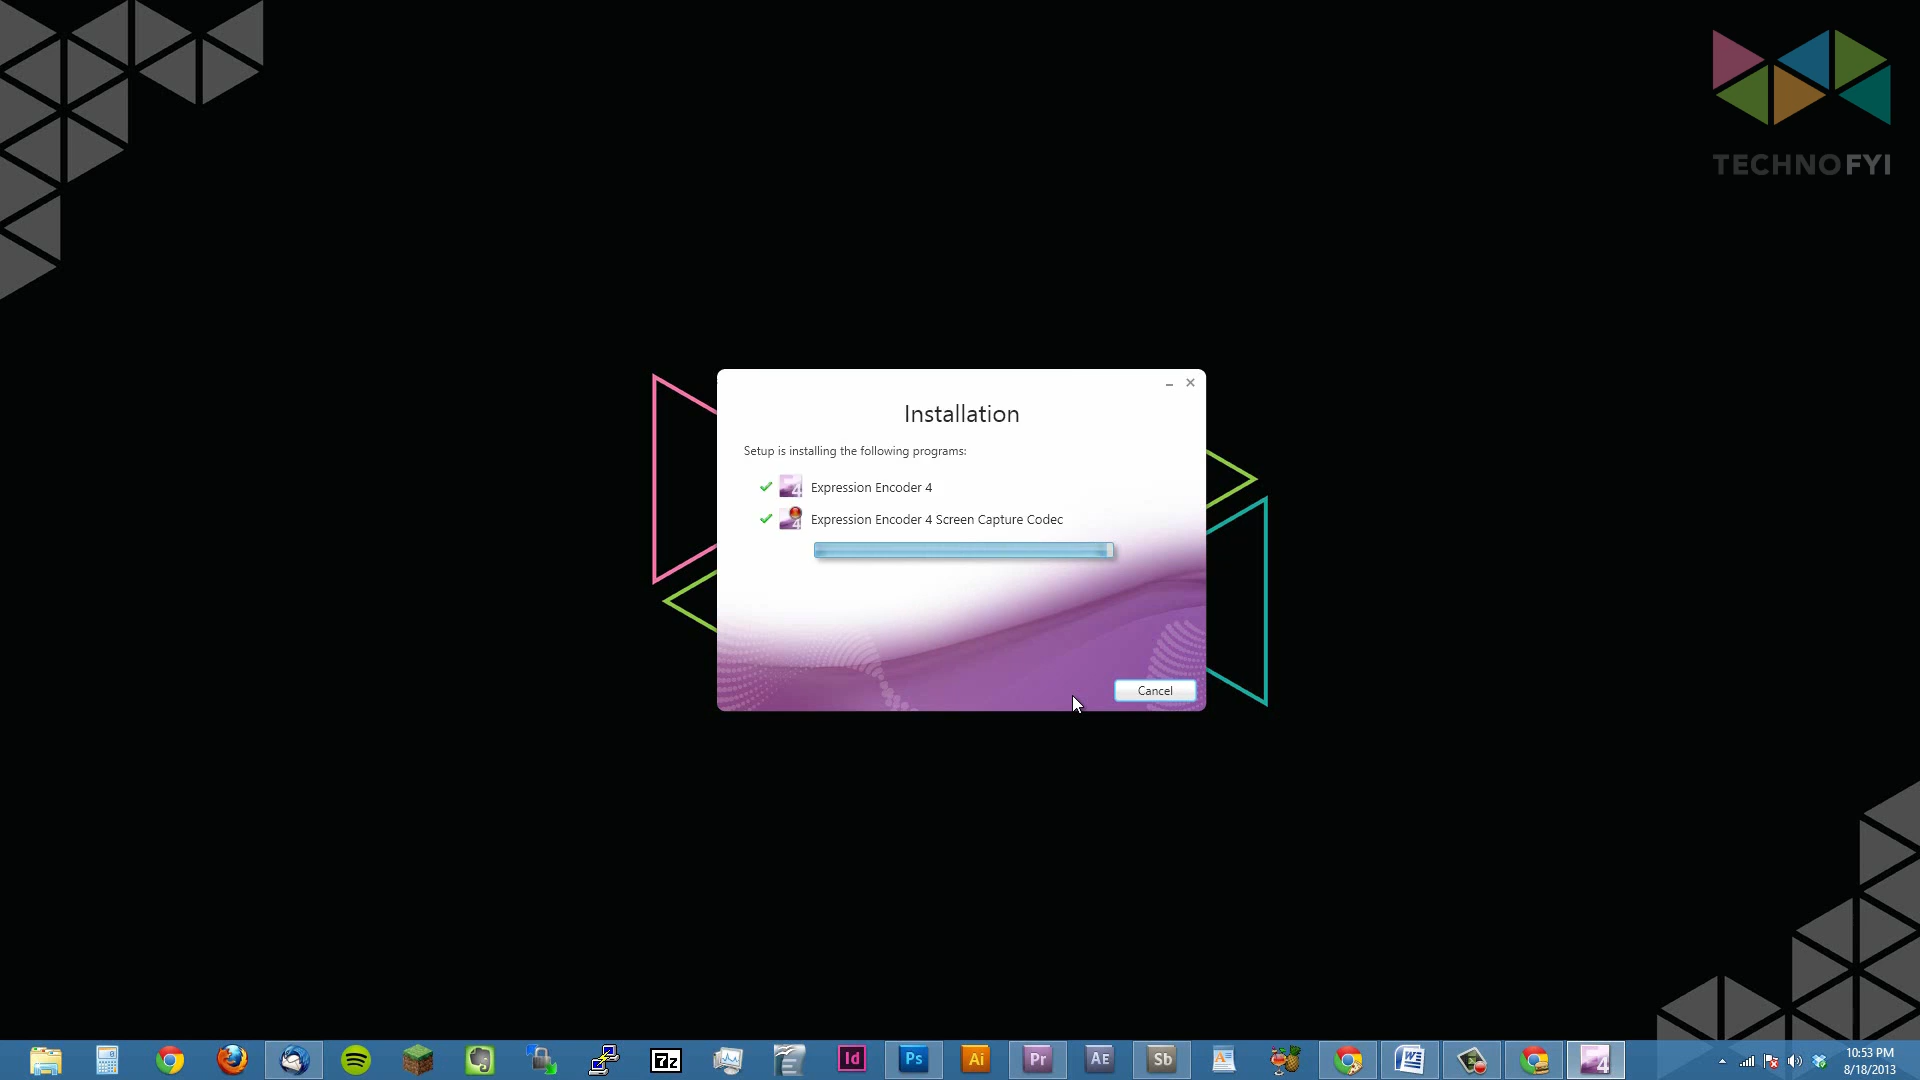 TECHNOFYI
Installation
Setup is installing the following programs:
Expression Encoder 4
Expression Encoder 4 Screen Capture Codec
Cancel
7z
Id
Ps
Ai
Pr
AE
Sb
10:53 PM
8/18/2013